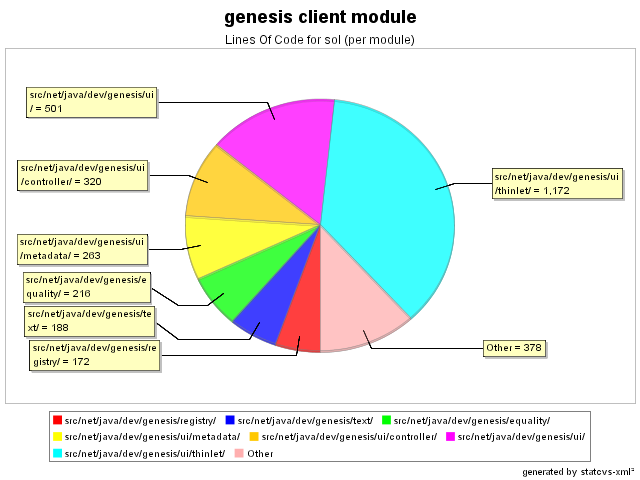 genesis client module
Lines Of Code for sol (per module)
src/net/java/dev/genesis/ui
/ = 501
src/net/java/dev/genesis/ui
/controller/ = 320
src/net/java/dev/genesis/ui
/thinlet/ = 1,172
src/net/java/dev/genesis/ui
/metadata/ = 263
src/net/java/dev/genesis/e
quality/ = 216
src/net/java/dev/genesis/te
xt/ = 188
src/net/java/dev/genesis/re
gistry/ = 172
Other = 378
src/net/java/dev/genesis/registry/ src/net/java/dev/genesis/text/ src/net/java/dev/genesis/equality/
src/net/java/dev/genesis/ui/metadata/ src/net/java/dev/genesis/ui/controller/ src/net/java/dev/genesis/ui/
src/net/java/dev/genesis/ui/thinlet/ Other
generated by statcvs-xml²